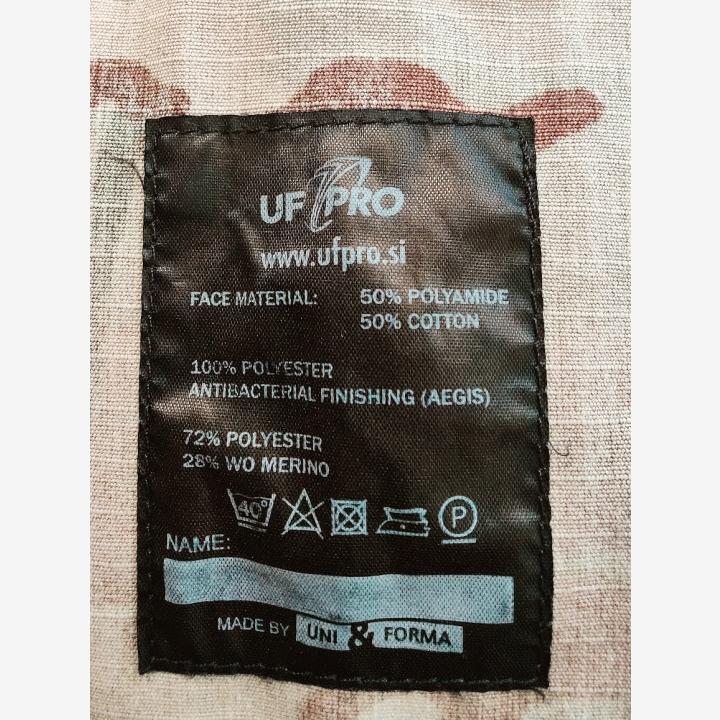 UF PRO
www.ufpro.si
FACE MATERIAL: 50% POLYAMIDE
50% COTTON
100% POLYESTER
ANTIBACTERIAL FINISHING (AEGIS)
72% POLYESTER
28% WO MERINO
40° P
NAME:
MADE BY UNI & FORMA